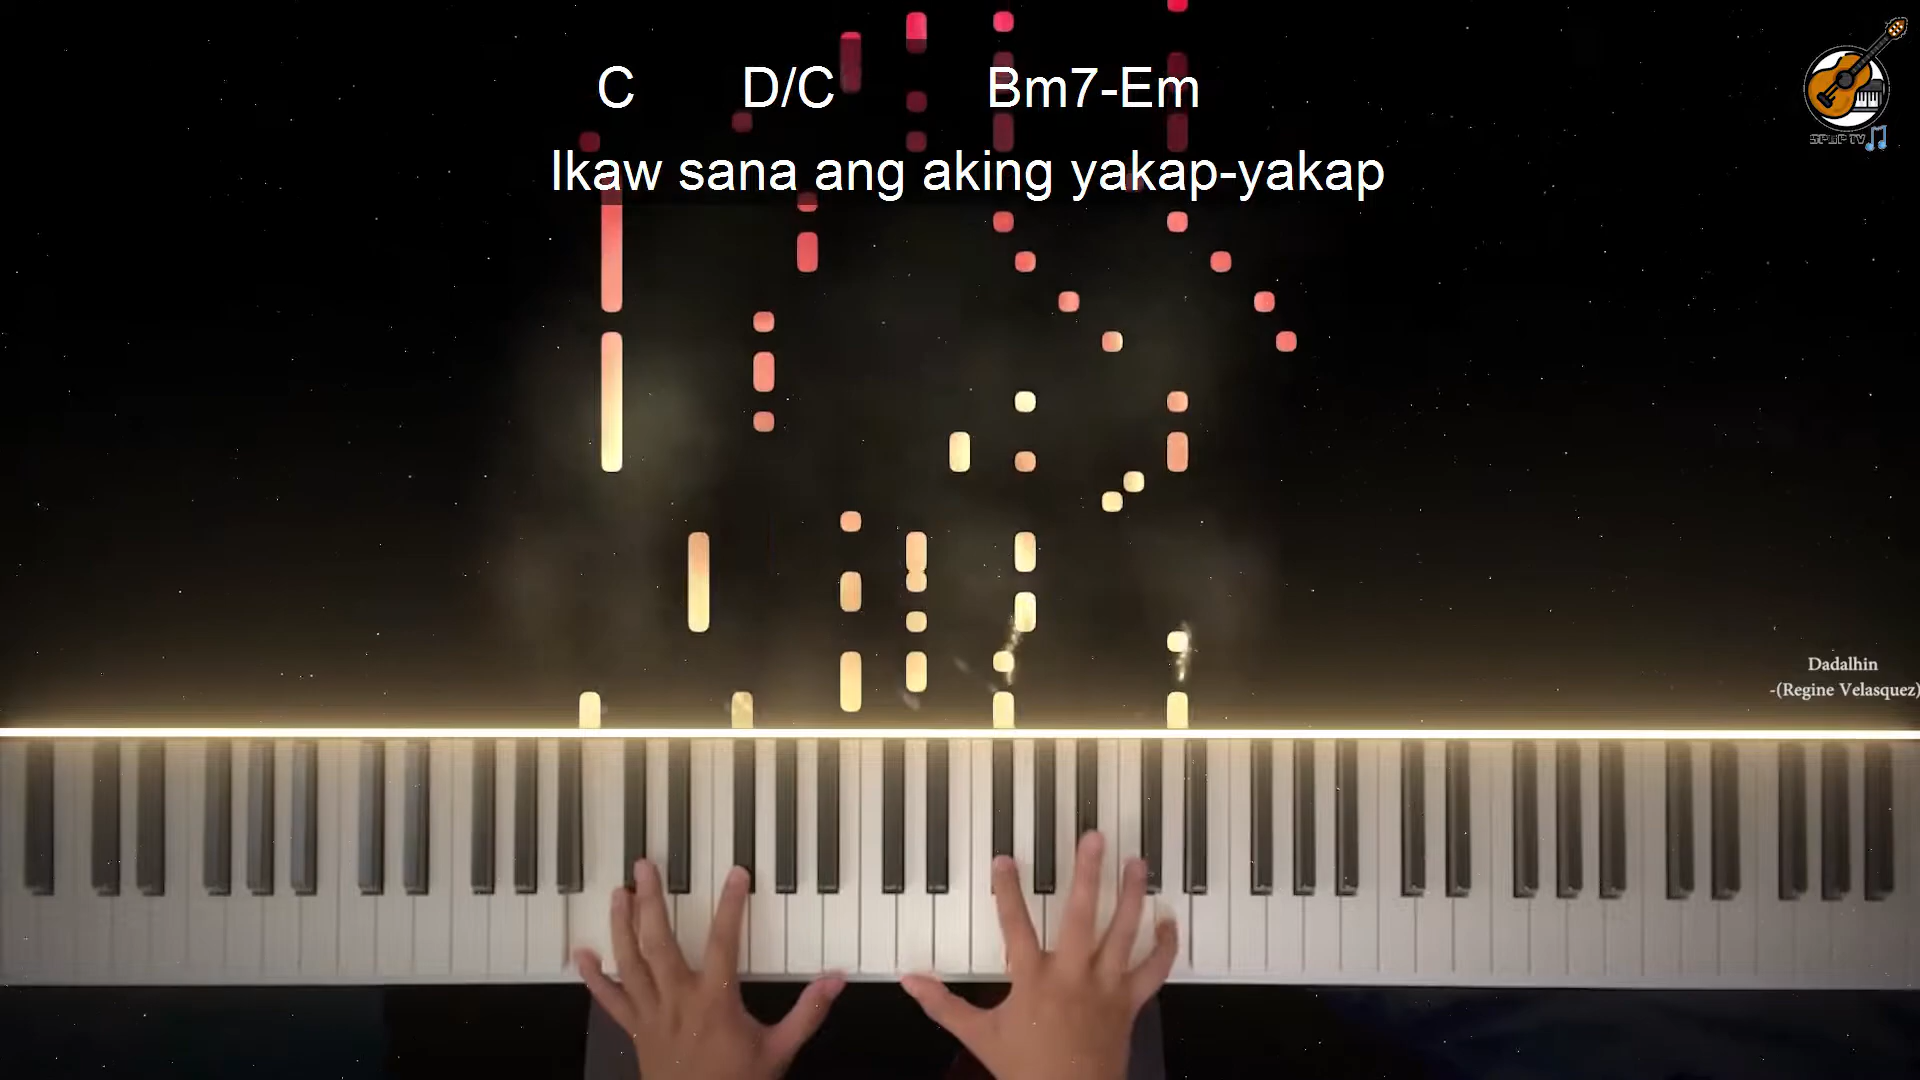 C D/C Bm7-Em
Ikaw sana ang aking yakap-yakap
Dadalhin
-(Regine Velasquez)